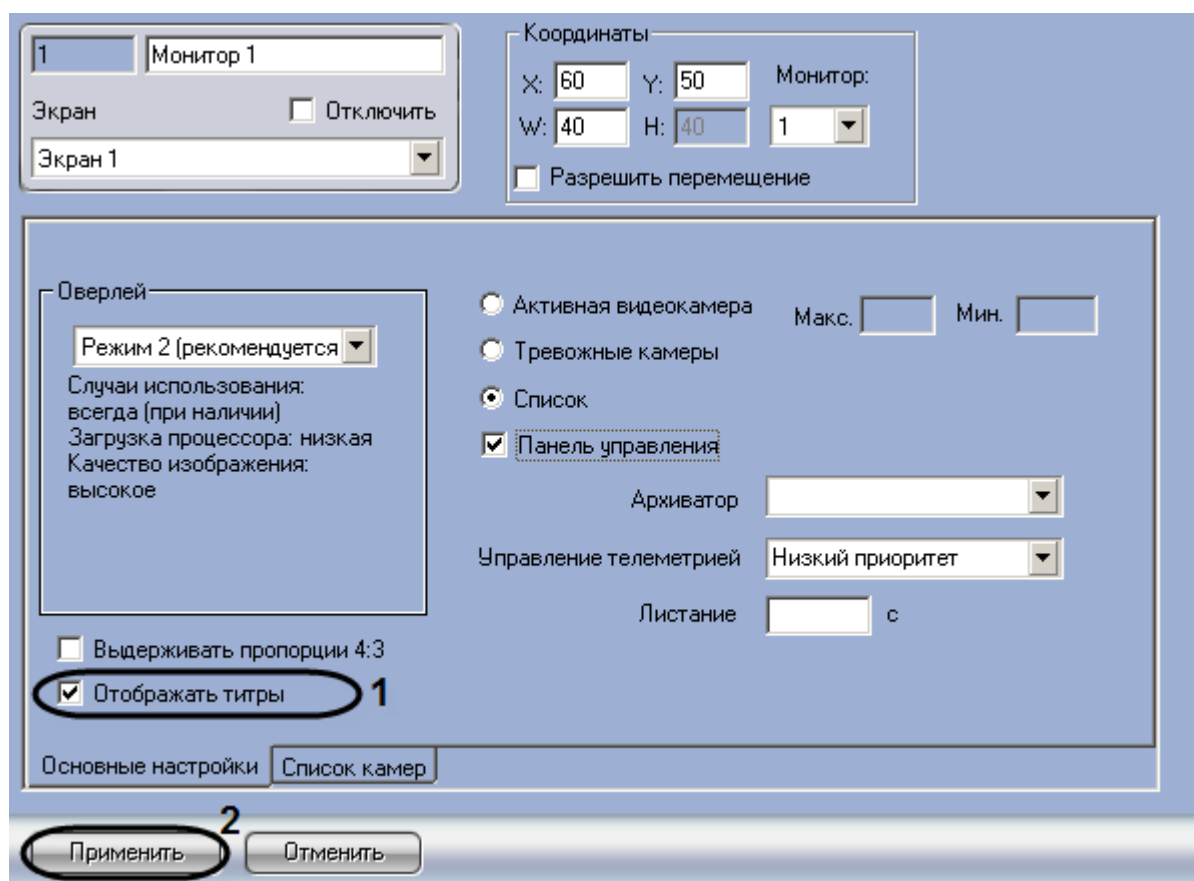 1 Монитор 1
Экран Отключить
Экран 1
Координаты
X: 60 Y: 50 Монитор:
W: 40 H: 40 1
Разрешить перемещение
Оверлей
Режим 2 (рекомендуется
Случаи использования:
всегда (при наличии)
Загрузка процессора: низкая
Качество изображения:
высокое
Выдерживать пропорции 4:3
Отображать титры 1
Активная видеокамера Макс. Мин.
Тревожные камеры
Список
Панель управления
Архиватор
Управление телеметрией Низкий приоритет
Листание с
Основные настройки Список камер
2
Применить Отменить